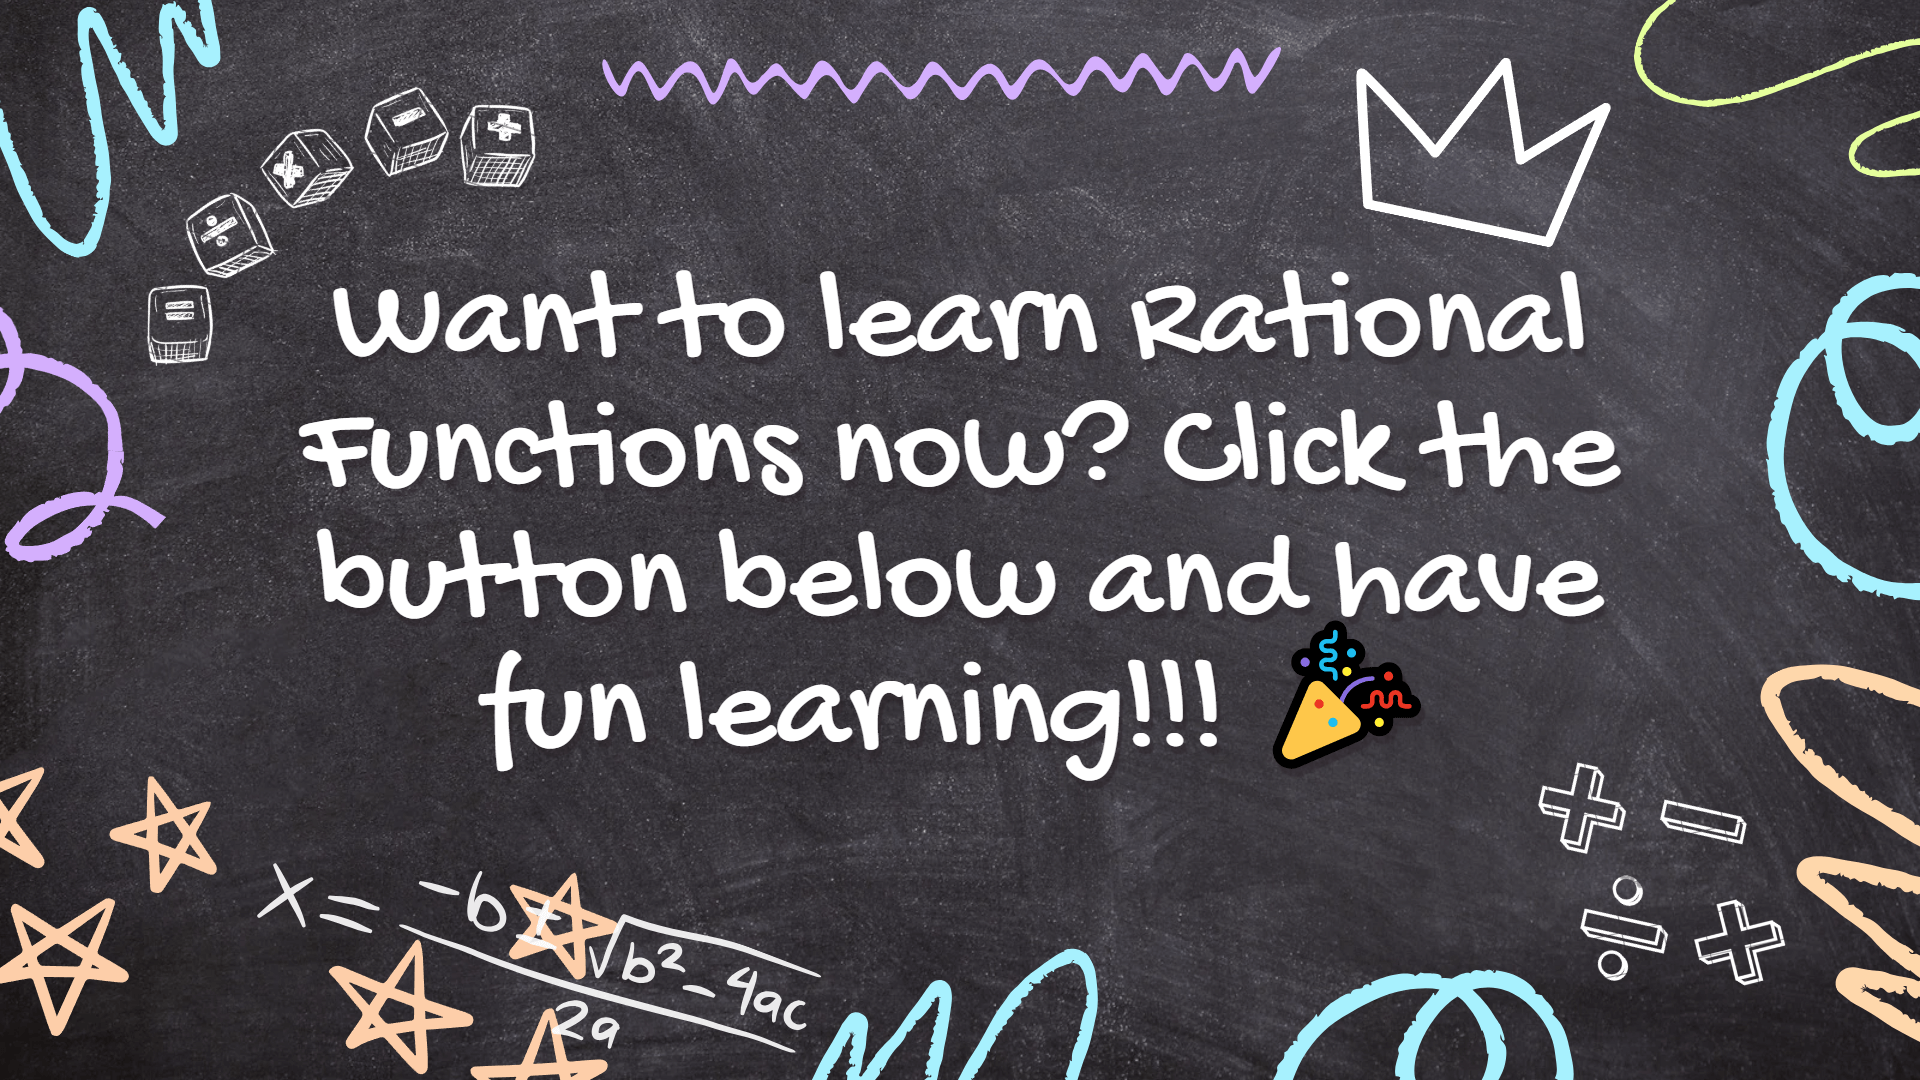 Want to learn Rational
Functions now? Click the
button below and have
fun learning!!! 🎉
x = -b ± √b² - 4ac
2a